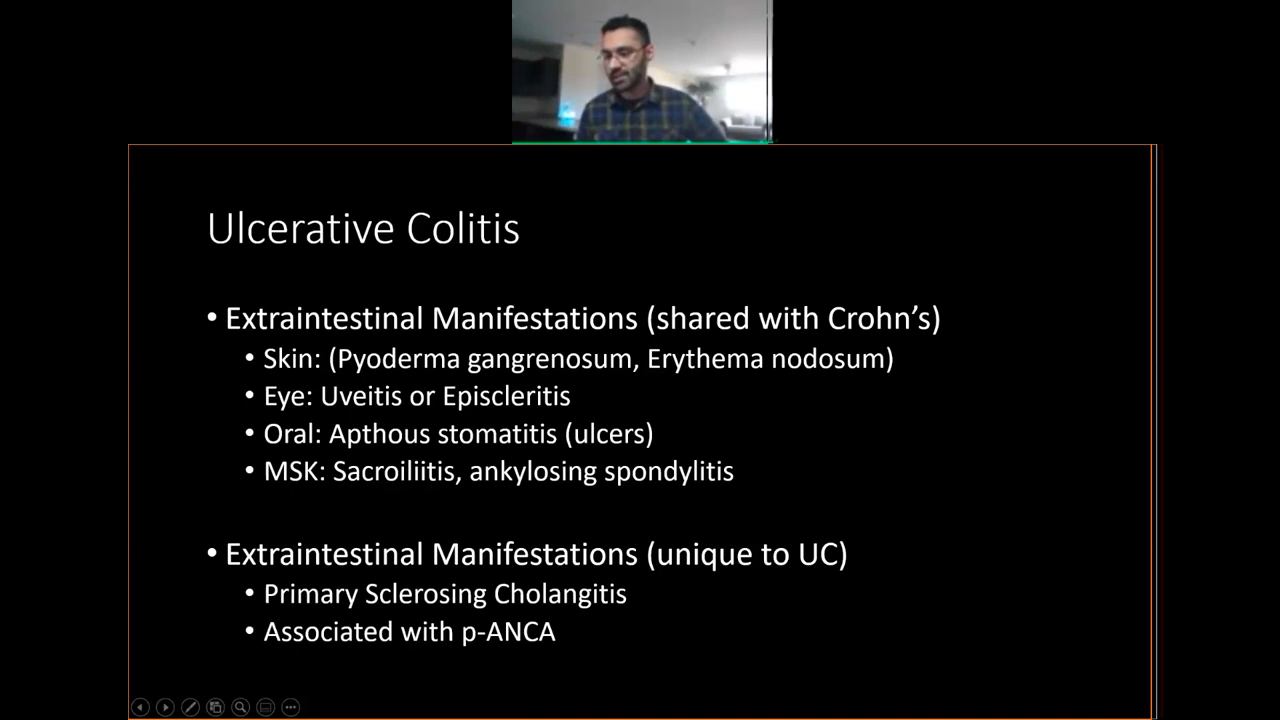 Ulcerative Colitis
• Extraintestinal Manifestations (shared with Crohn’s)
• Skin: (Pyoderma gangrenosum, Erythema nodosum)
• Eye: Uveitis or Episcleritis
• Oral: Apthous stomatitis (ulcers)
• MSK: Sacroiliitis, ankylosing spondylitis
• Extraintestinal Manifestations (unique to UC)
• Primary Sclerosing Cholangitis
• Associated with p-ANCA